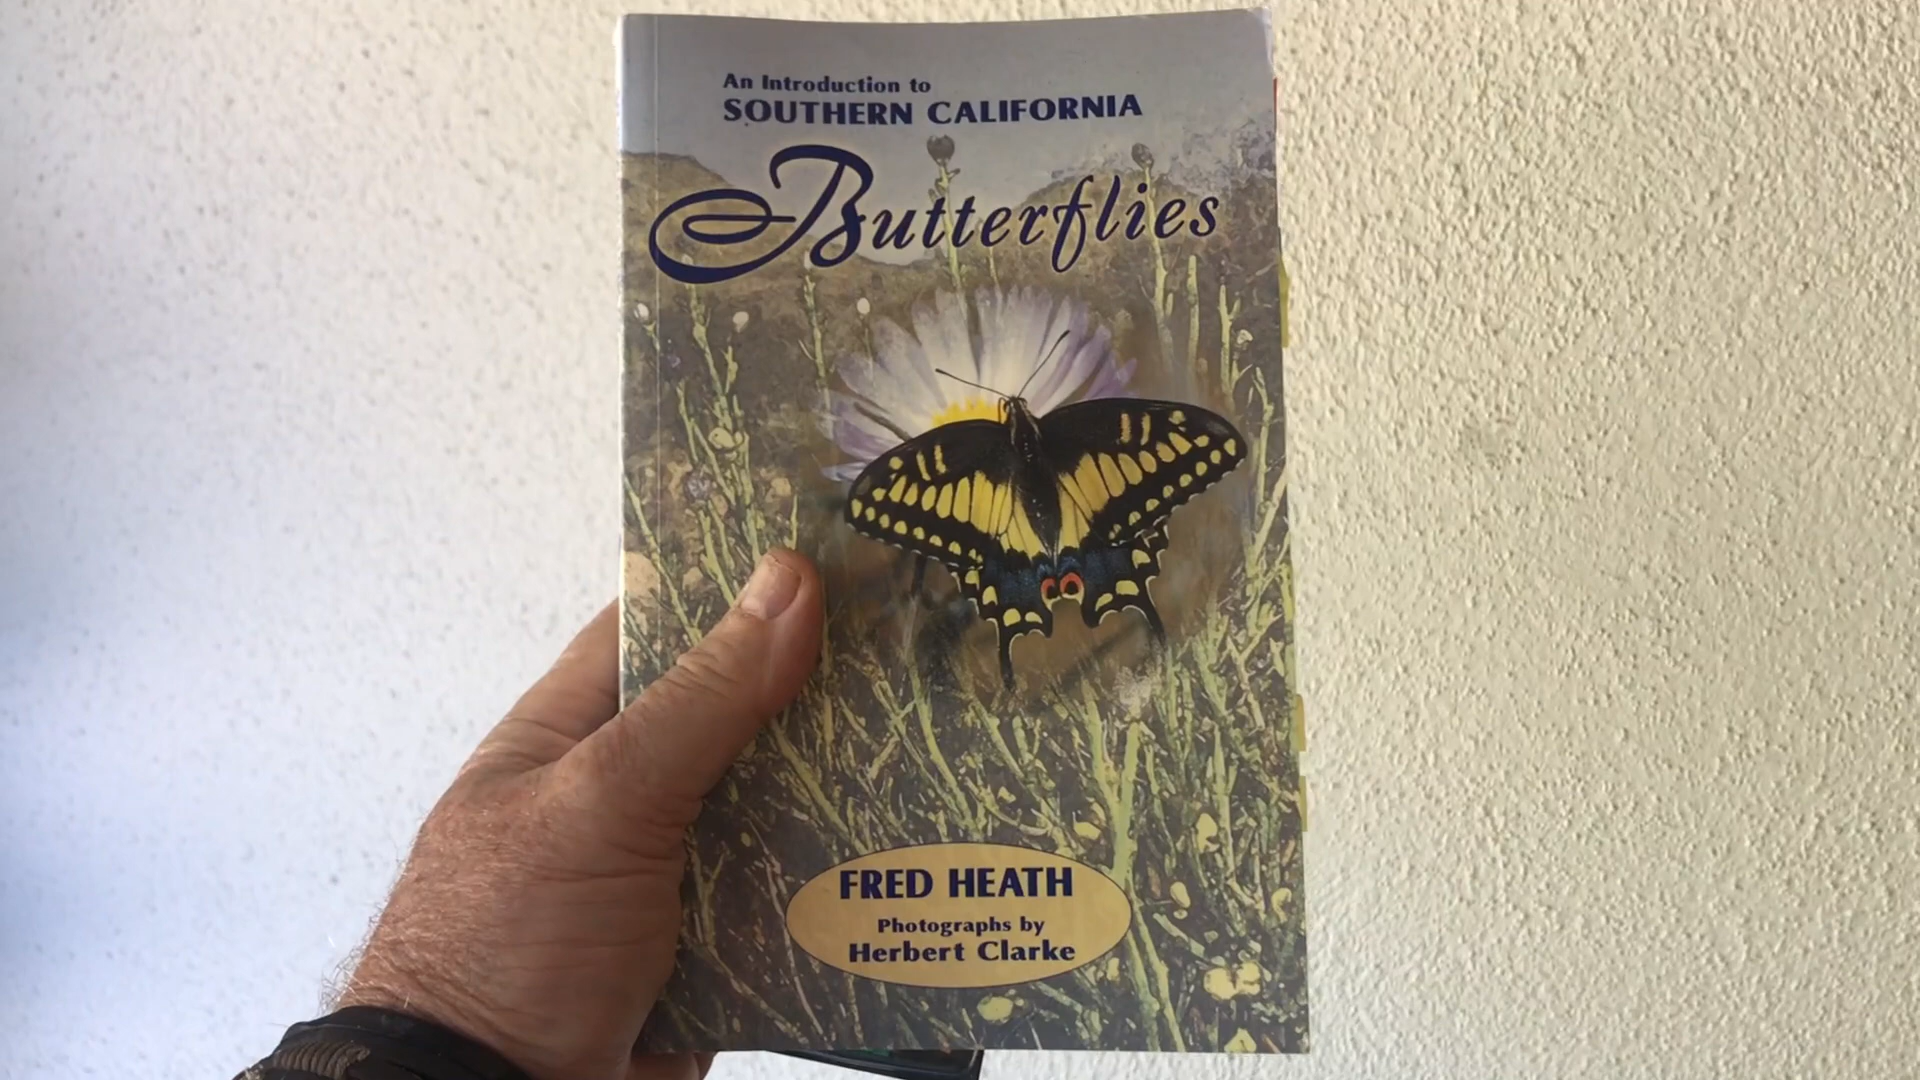 An Introduction to
SOUTHERN CALIFORNIA
Butterflies
FRED HEATH
Photographs by
Herbert Clarke